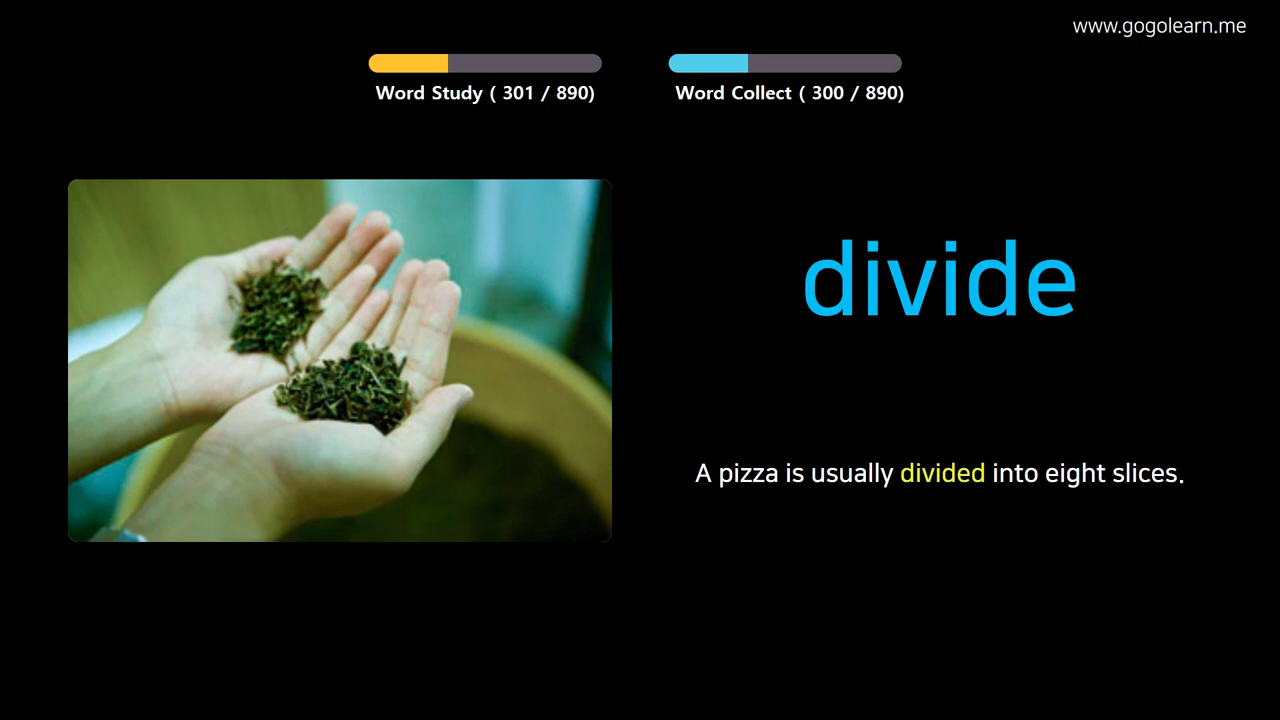 www.gogolearn.me
Word Study ( 301 / 890)
Word Collect ( 300 / 890)
divide
A pizza is usually divided into eight slices.